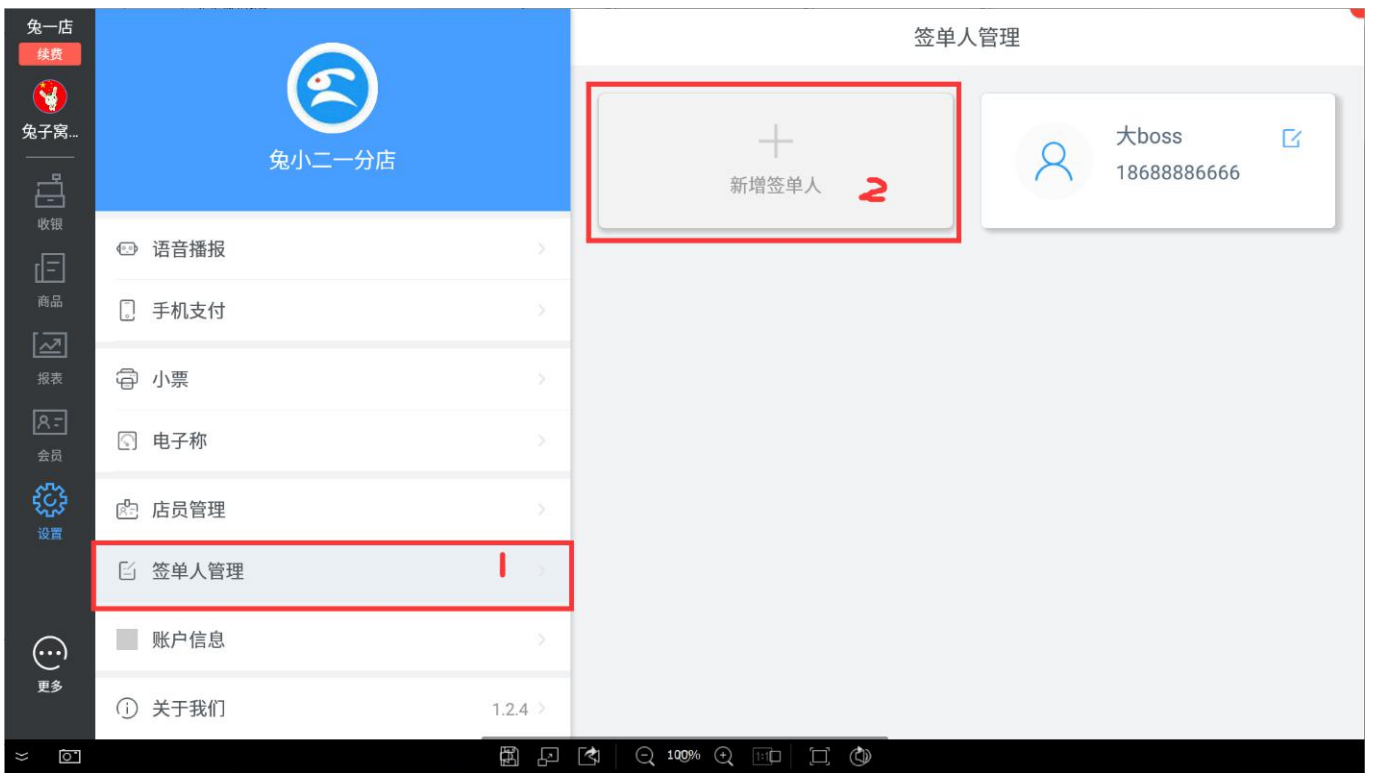 兔一店
续费
兔子窝...
收银
商品
报表
会员
设置
更多
兔小二一分店
语音播报
手机支付
小票
电子称
店员管理
签单人管理
1
账户信息
关于我们
1.2.4
签单人管理
新增签单人
2
大boss
18688886666
100%
1:1